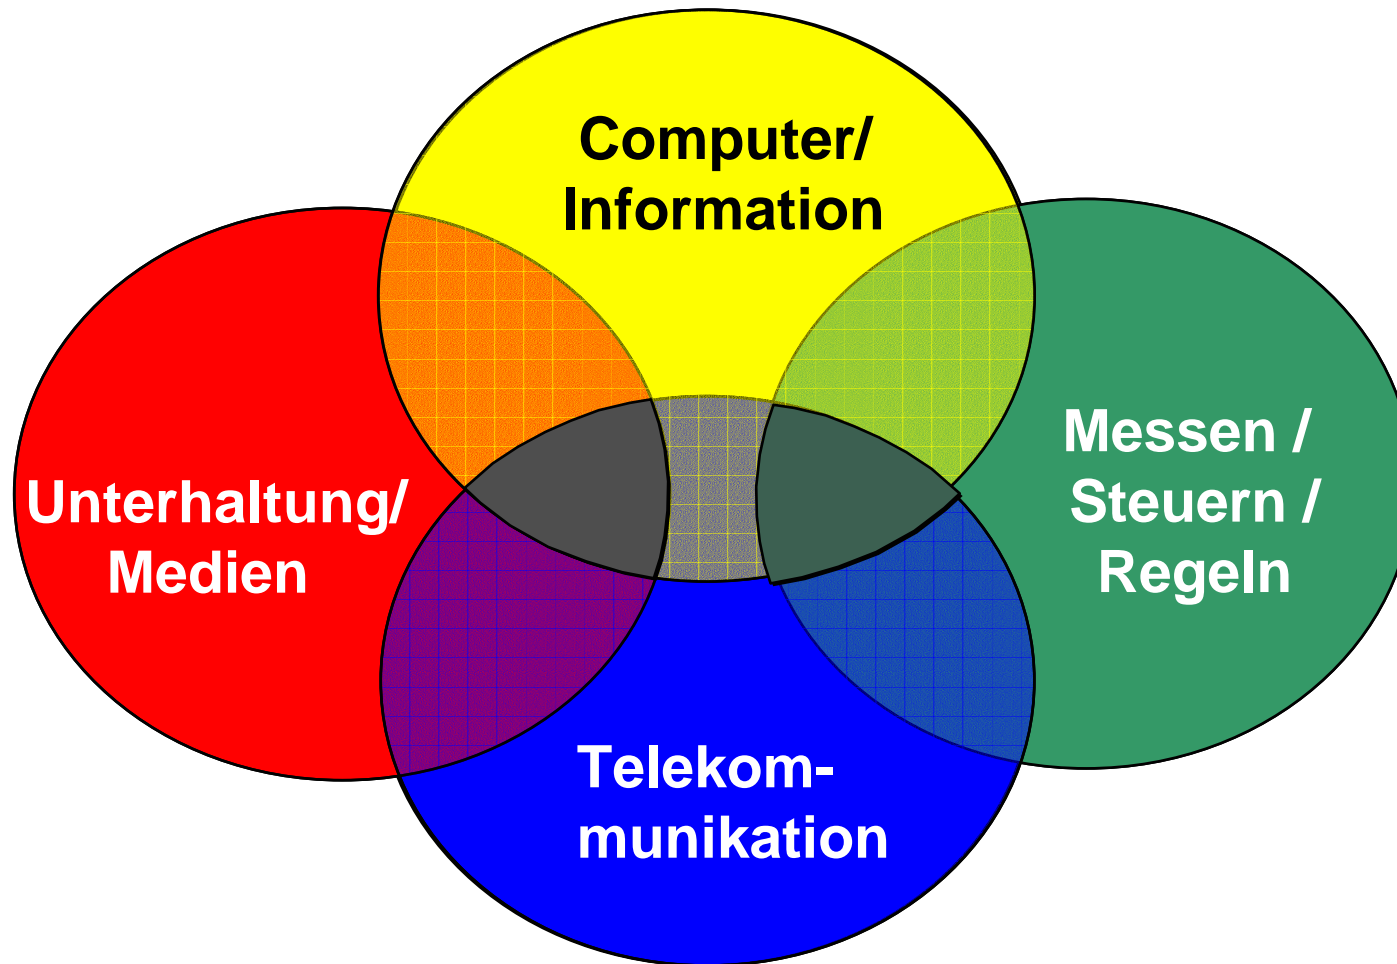 Computer/
Information
Unterhaltung/
Medien
Messen /
Steuern /
Regeln
Telekom-
munikation